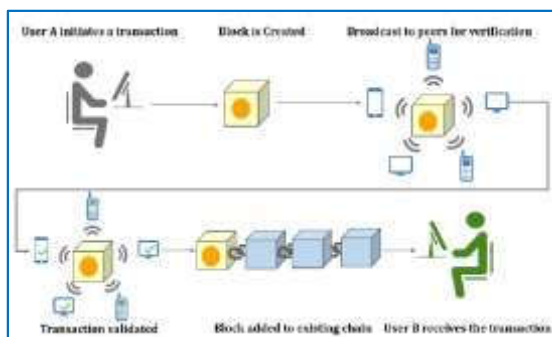 User A initiates a transaction
Block is Created
Broadcast to peers for verification
Transaction validated
Block added to existing chain
User B receives the transaction